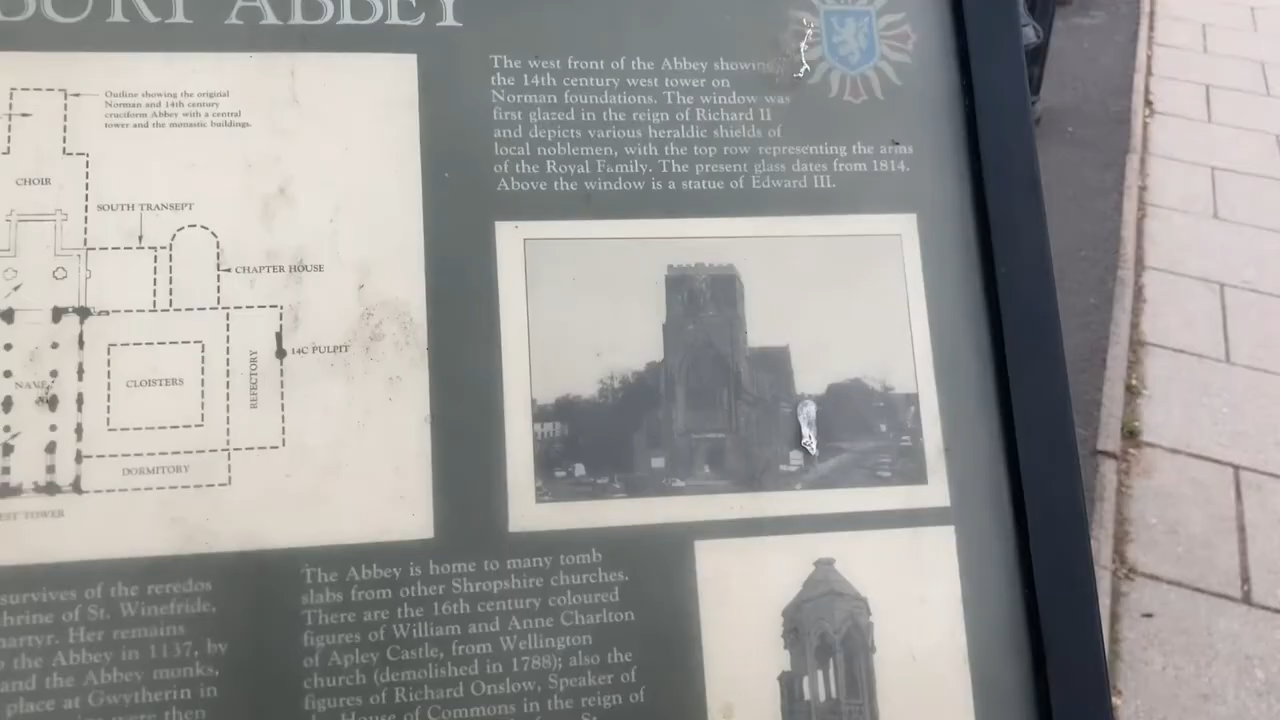 BURY ABBEY
Outline showing the original
Norman and 14th century
cruciform Abbey with a central
tower and the monastic buildings.
CHOIR
SOUTH TRANSEPT
CHAPTER HOUSE
14C PULPIT
REFECTORY
NAVE
CLOISTERS
DORMITORY
EST TOWER
The west front of the Abbey showing
the 14th century west tower on
Norman foundations. The window was
first glazed in the reign of Richard II
and depicts various heraldic shields of
local noblemen, with the top row representing the arms
of the Royal Family. The present glass dates from 1814.
Above the window is a statue of Edward III.
survives of the reredos
hrine of St. Winefride,
martyr. Her remains
the Abbey in 1137, by
and the Abbey monks,
place at Gwytherin in
were then
The Abbey is home to many tomb
slabs from other Shropshire churches.
There are the 16th century coloured
figures of William and Anne Charlton
of Apley Castle, from Wellington
church (demolished in 1788); also the
figures of Richard Onslow, Speaker of
the House of Commons in the reign of
St.